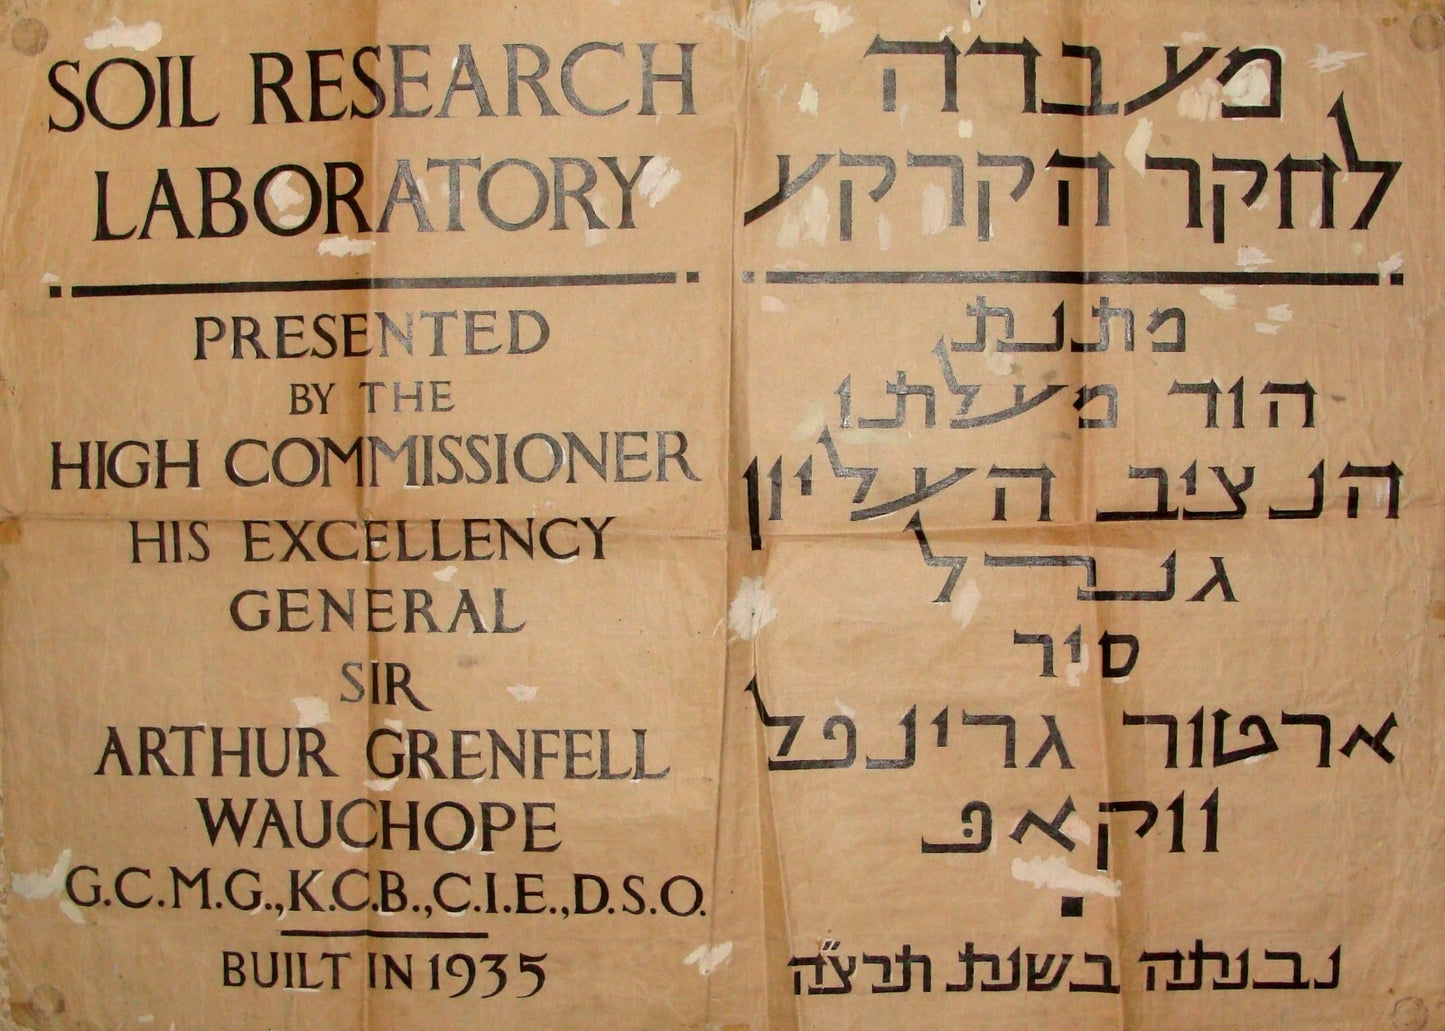 SOIL RESEARCH
LABORATORY
PRESENTED
BY THE
HIGH COMMISSIONER
HIS EXCELLENCY
GENERAL
SIR
ARTHUR GRENFELL
WAUCHOPE
G.C.M.G.,K.C.B.,C.I.E.,D.S.O.
BUILT IN 1935
מעבדה
לחקר הקרקע
מתנת
הוד מעלתו
הנציב העליון
גנרל
סיר
ארטור גרינפל
ווקאפּ
נבנתה בשנת תרצ״ה